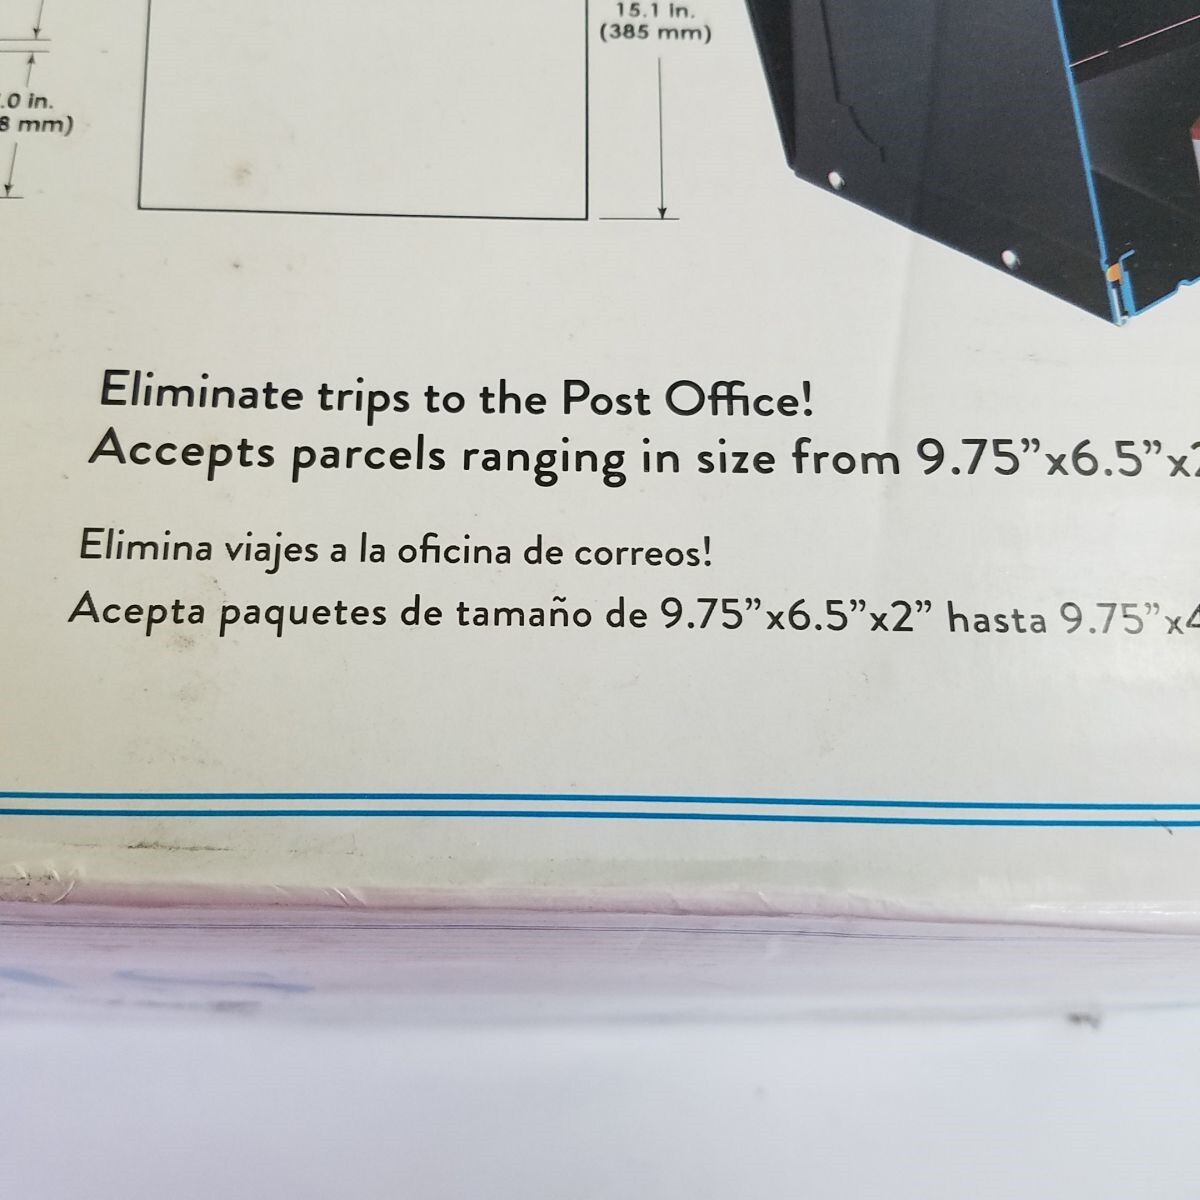 15.1 in.
(385 mm)
.0 in.
8 mm)
Eliminate trips to the Post Office!
Accepts parcels ranging in size from 9.75”x6.5”x2
Elimina viajes a la oficina de correos!
Acepta paquetes de tamaño de 9.75”x6.5”x2” hasta 9.75”x4